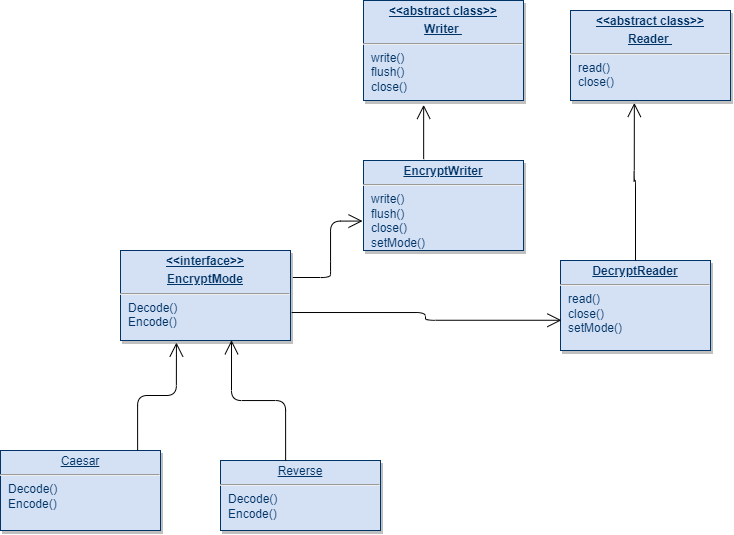 <<abstract class>>
Writer
write()
flush()
close()
<<abstract class>>
Reader
read()
close()
EncryptWriter
write()
flush()
close()
setMode()
<<interface>>
EncryptMode
Decode()
Encode()
DecryptReader
read()
close()
setMode()
Caesar
Decode()
Encode()
Reverse
Decode()
Encode()